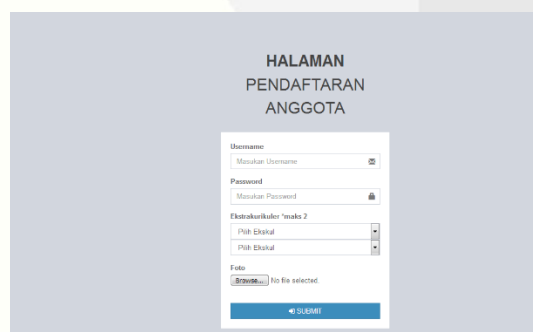 HALAMAN
PENDAFTARAN
ANGGOTA
Username
Masukan Username
Password
Masukan Password
Ekstrakurikuler *maks 2
Pilih Ekskul
Pilih Ekskul
Foto
Browse... No file selected.
SUBMIT